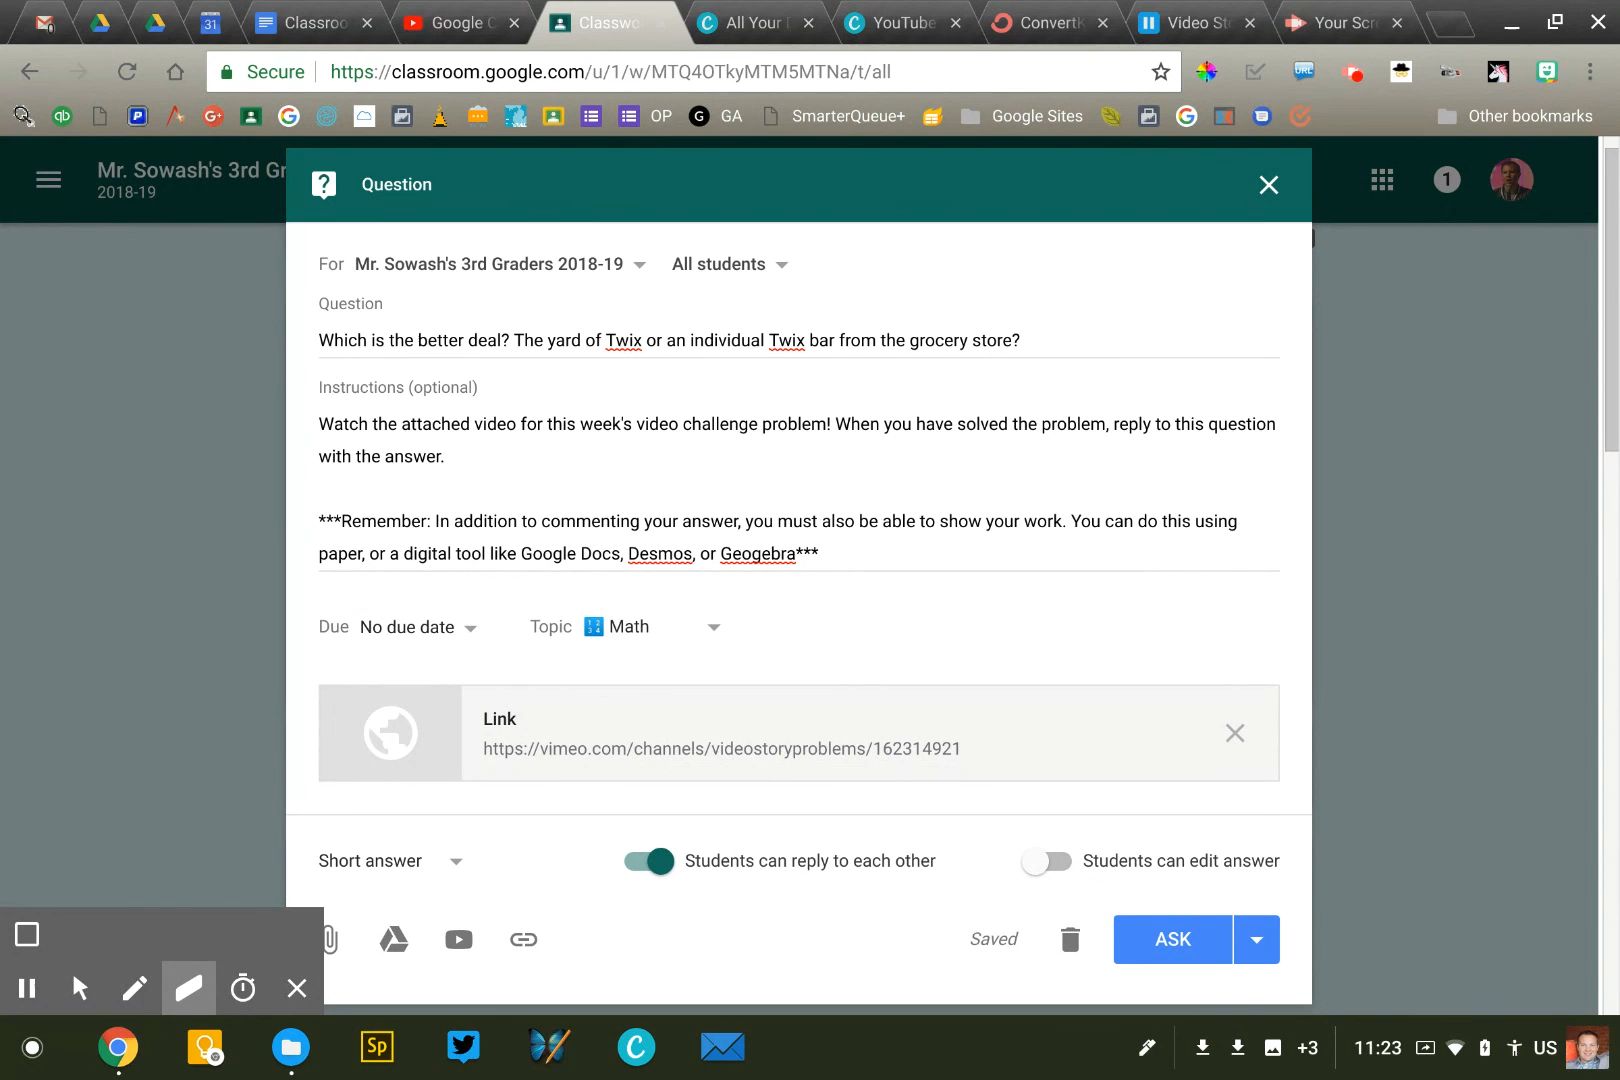 Classroo
Google C
Classwo
All Your
YouTube
ConvertK
Video St
Your Scr
Secure
https://classroom.google.com/u/1/w/MTQ4OTkyMTM5MTNa/t/all
OP
GA
SmarterQueue+
Google Sites
Other bookmarks
Mr. Sowash's 3rd Gr
2018-19
Question
1
For Mr. Sowash's 3rd Graders 2018-19 All students
Question
Which is the better deal? The yard of Twix or an individual Twix bar from the grocery store?
Instructions (optional)
Watch the attached video for this week's video challenge problem! When you have solved the problem, reply to this question
with the answer.
***Remember: In addition to commenting your answer, you must also be able to show your work. You can do this using
paper, or a digital tool like Google Docs, Desmos, or Geogebra***
Due No due date Topic Math
Link
https://vimeo.com/channels/videostoryproblems/162314921
Short answer Students can reply to each other Students can edit answer
Saved ASK
Sp
+3 11:23 US